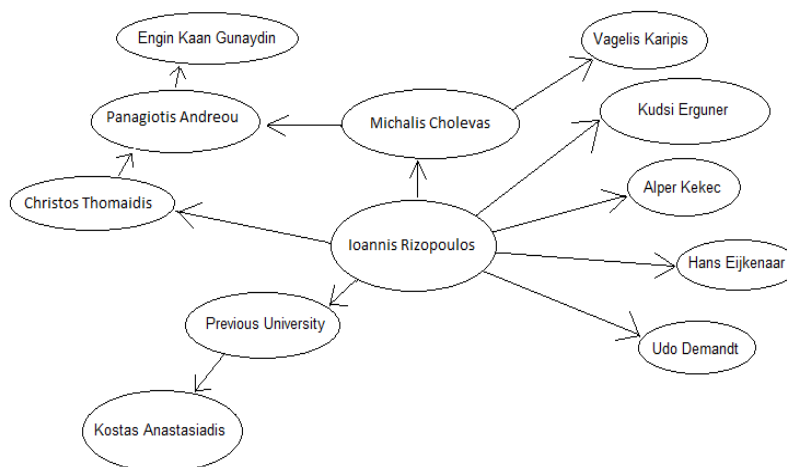 Engin Kaan Gunaydin
Vagelis Karipis
Panagiotis Andreou
Michalis Cholevas
Kudsi Erguner
Christos Thomaidis
Alper Kekec
Ioannis Rizopoulos
Hans Eijkenaar
Previous University
Udo Demandt
Kostas Anastasiadis